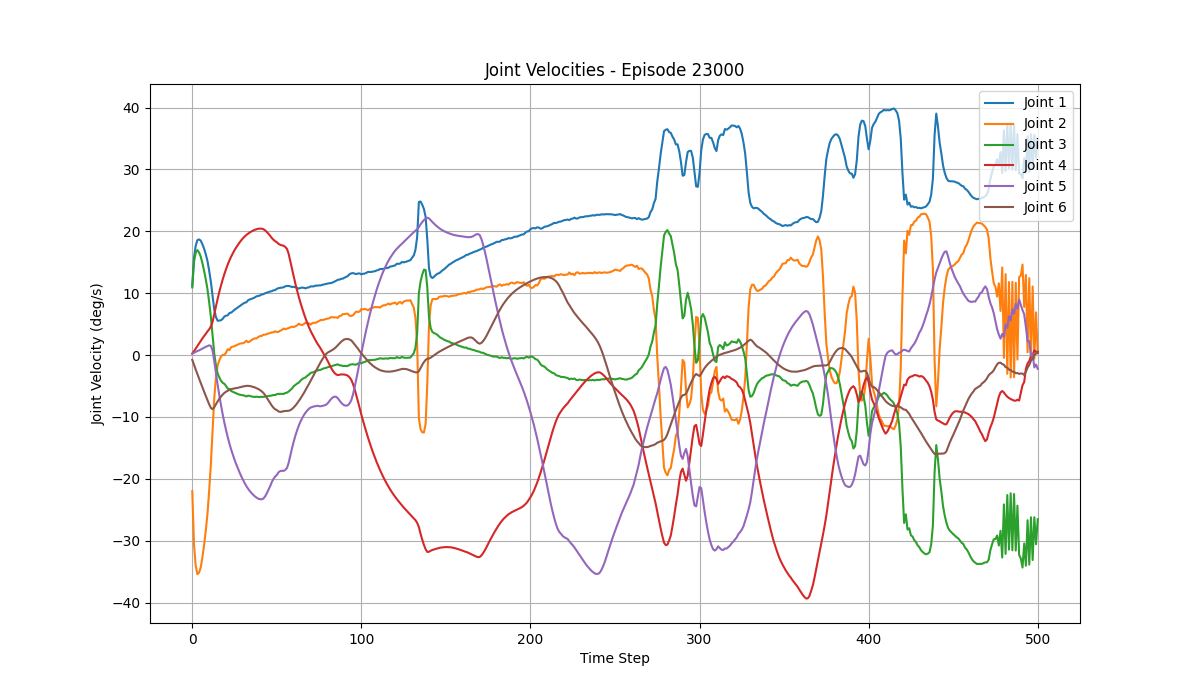 Joint Velocities - Episode 23000
Joint Velocity (deg/s)
40
30
20
10
0
−10
−20
−30
−40
0
100
200
300
400
500
Time Step
Joint 1
Joint 2
Joint 3
Joint 4
Joint 5
Joint 6